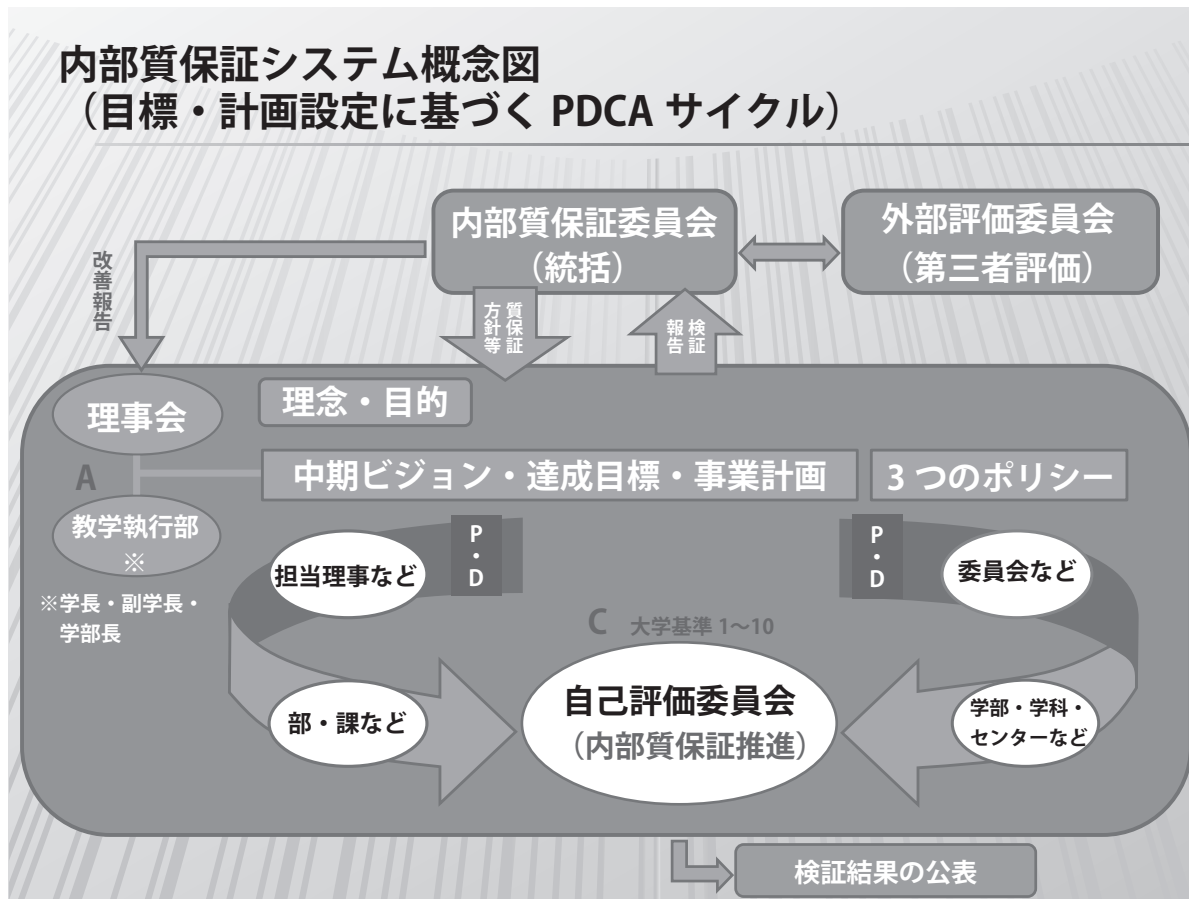 内部質保証システム概念図
（目標・計画設定に基づく PDCA サイクル）
内部質保証委員会
（統括）
外部評価委員会
（第三者評価）
改善報告
質保証
方針等
検証
報告
理事会
理念・目的
A
中期ビジョン・達成目標・事業計画
3 つのポリシー
教学執行部
※
※学長・副学長・
学部長
担当理事など
P・D
P・D
委員会など
C 大学基準 1～10
自己評価委員会
（内部質保証推進）
部・課など
学部・学科・
センターなど
検証結果の公表